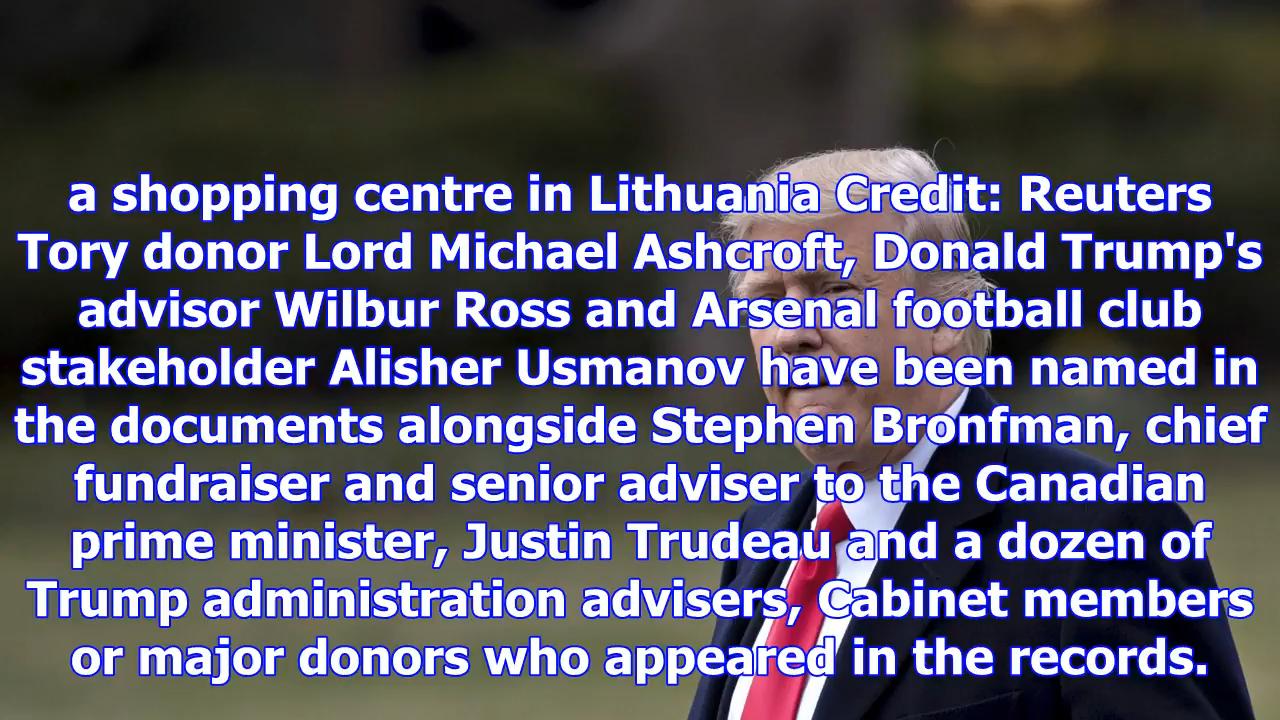 a shopping centre in Lithuania Credit: Reuters
Tory donor Lord Michael Ashcroft, Donald Trump's
advisor Wilbur Ross and Arsenal football club
stakeholder Alisher Usmanov have been named in
the documents alongside Stephen Bronfman, chief
fundraiser and senior adviser to the Canadian
prime minister, Justin Trudeau and a dozen of
Trump administration advisers, Cabinet members
or major donors who appeared in the records.